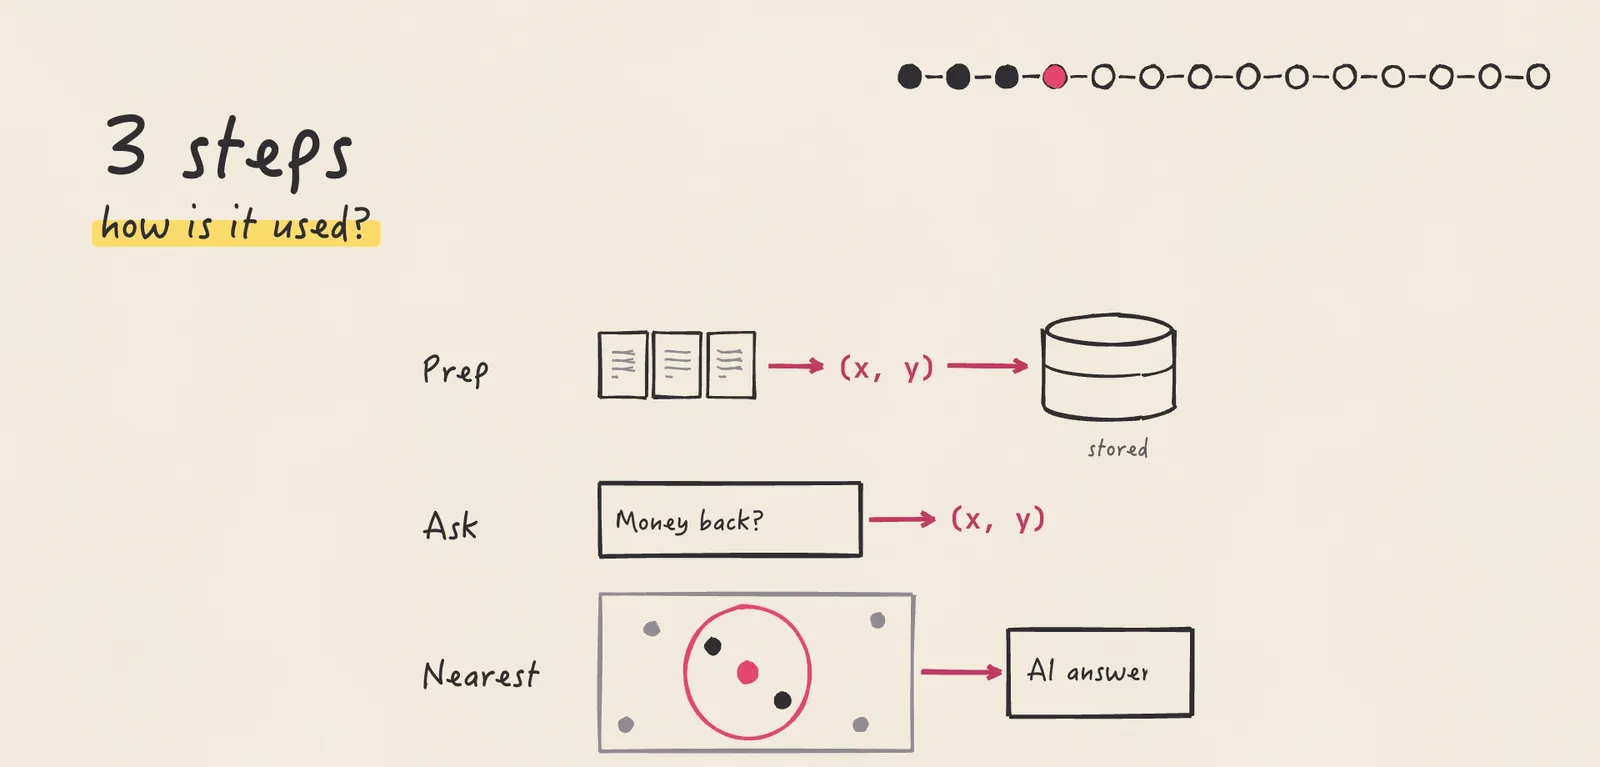 3 steps
how is it used?
Prep
(x, y)
stored
Ask
Money back?
(x, y)
Nearest
AI answer